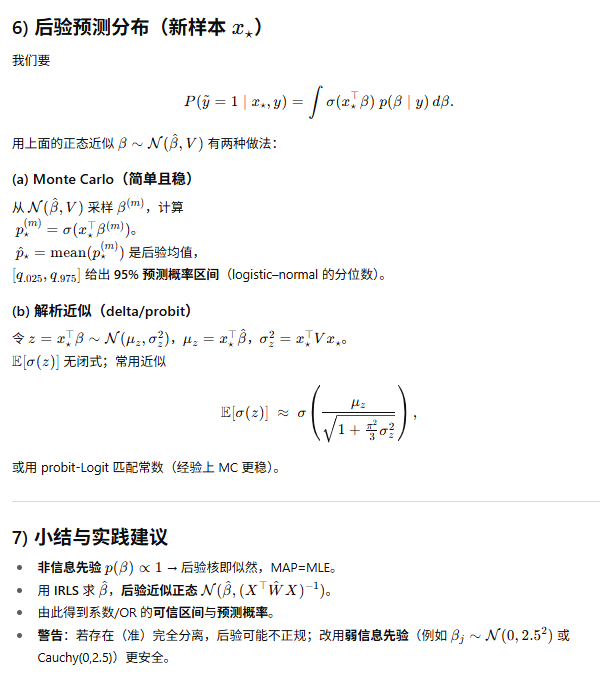 6) 后验预测分布（新样本 $x_\star$）
我们要
$P(\tilde{y} = 1 \mid x_\star, y) = \int \sigma(x_\star^\top \beta)\, p(\beta \mid y)\, d\beta.$
用上面的正态近似 $\beta \sim \mathcal{N}(\hat{\beta}, V)$ 有两种做法：
(a) Monte Carlo（简单且稳）
从 $\mathcal{N}(\hat{\beta}, V)$ 采样 $\beta^{(m)}$，计算
$p_\star^{(m)} = \sigma(x_\star^\top \beta^{(m)})$。
$\hat{p}_\star = \mathrm{mean}(p_\star^{(m)})$ 是后验均值，
$[q_{.025}, q_{.975}]$ 给出 95% 预测概率区间（logistic–normal 的分位数）。
(b) 解析近似（delta/probit）
令 $z = x_\star^\top \beta \sim \mathcal{N}(\mu_z, \sigma_z^2)$，$\mu_z = x_\star^\top \hat{\beta}$，$\sigma_z^2 = x_\star^\top V x_\star$。
$\mathbb{E}[\sigma(z)]$ 无闭式；常用近似
$\mathbb{E}[\sigma(z)] \approx \sigma\left(\frac{\mu_z}{\sqrt{1 + \frac{\pi^2}{3}\sigma_z^2}}\right),$
或用 probit-Logit 匹配常数（经验上 MC 更稳）。
7) 小结与实践建议
• 非信息先验 $p(\beta) \propto 1$ → 后验核即似然，MAP=MLE。
• 用 IRLS 求 $\hat{\beta}$，后验近似正态 $\mathcal{N}(\hat{\beta}, (X^\top \hat{W} X)^{-1})$。
• 由此得到系数/OR 的可信区间与预测概率。
• 警告：若存在（准）完全分离，后验可能不正规；改用弱信息先验（例如 $\beta_j \sim \mathcal{N}(0, 2.5^2)$ 或
Cauchy(0,2.5)）更安全。